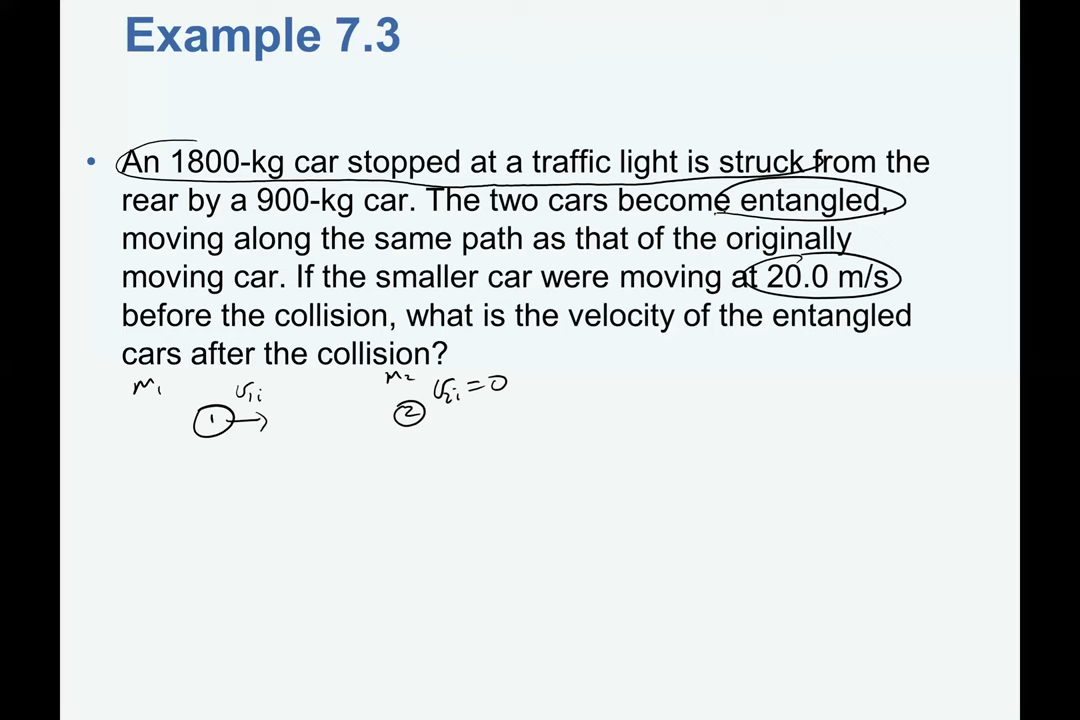 Example 7.3
• An 1800-kg car stopped at a traffic light is struck from the
rear by a 900-kg car. The two cars become entangled,
moving along the same path as that of the originally
moving car. If the smaller car were moving at 20.0 m/s
before the collision, what is the velocity of the entangled
cars after the collision?
m₁ v₁ᵢ m₂ v₂ᵢ = 0
1 2